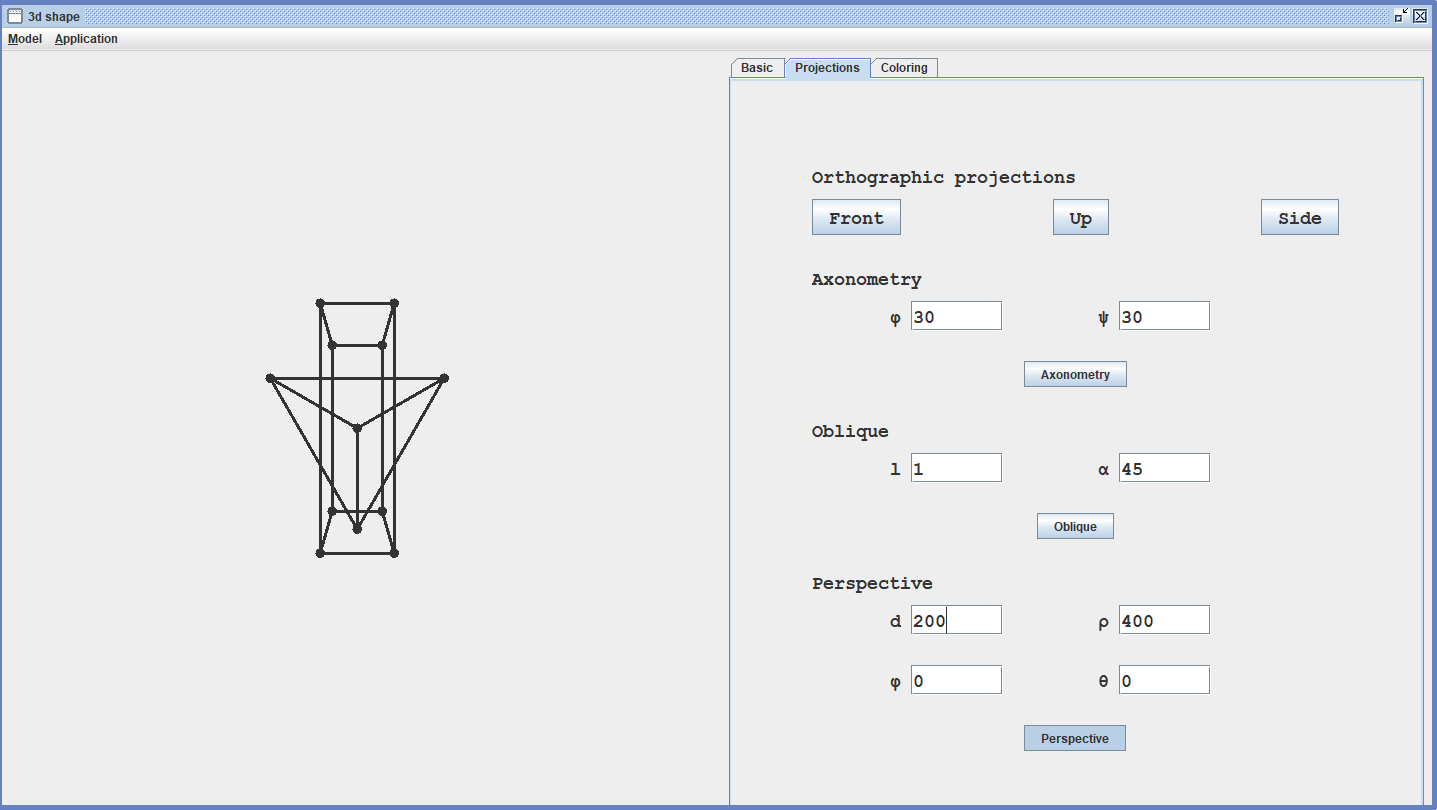 3d shape
Model Application
Basic Projections Coloring
Orthographic projections
Front Up Side
Axonometry
φ 30 ψ 30
Axonometry
Oblique
l 1 α 45
Oblique
Perspective
d 200 ρ 400
φ 0 θ 0
Perspective